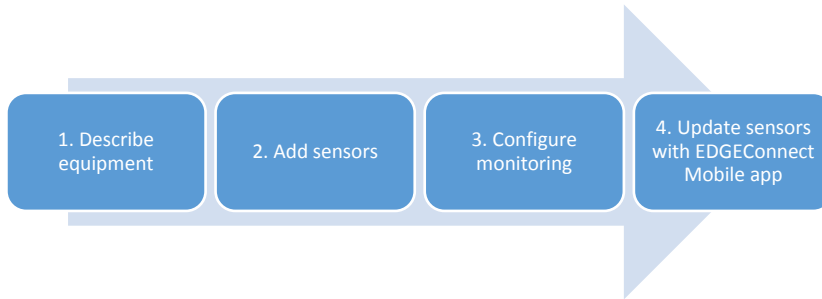 1. Describe
equipment
2. Add sensors
3. Configure
monitoring
4. Update sensors
with EDGEConnect
Mobile app